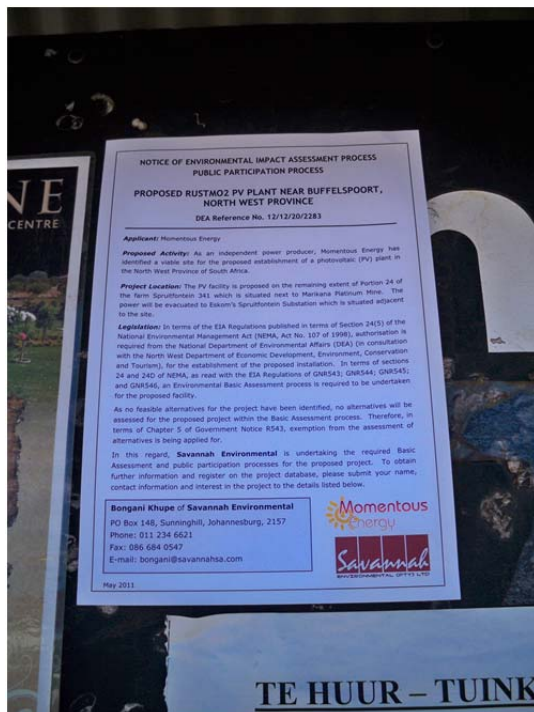 NE
CENTRE
NOTICE OF ENVIRONMENTAL IMPACT ASSESSMENT PROCESS
PUBLIC PARTICIPATION PROCESS
PROPOSED RUSTMO2 PV PLANT NEAR BUFFELSPOORT,
NORTH WEST PROVINCE
DEA Reference No. 12/12/20/2283
Applicant: Momentous Energy
Proposed Activity: As an independent power producer, Momentous Energy has
identified a viable site for the proposed establishment of a photovoltaic (PV) plant in
the North West Province of South Africa.
Project Location: The PV facility is proposed on the remaining extent of Portion 24 of
the farm Spruitfontein 341 which is situated next to Marikana Platinum Mine. The
power will be evacuated to Eskom's Spruitfontein Substation which is situated adjacent
to the site.
Legislation: In terms of the EIA Regulations published in terms of Section 24(5) of the
National Environmental Management Act (NEMA, Act No. 107 of 1998), authorisation is
required from the National Department of Environmental Affairs (DEA) (in consultation
with the North West Department of Economic Development, Environment, Conservation
and Tourism), for the establishment of the proposed installation. In terms of sections
24 and 24D of NEMA, as read with the EIA Regulations of GNR543; GNR544; GNR545;
and GNR546, an Environmental Basic Assessment process is required to be undertaken
for the proposed facility.
As no feasible alternatives for the project have been identified, no alternatives will be
assessed for the proposed project within the Basic Assessment process. Therefore, in
terms of Chapter 5 of Government Notice R543, exemption from the assessment of
alternatives is being applied for.
In this regard, Savannah Environmental is undertaking the required Basic
Assessment and public participation processes for the proposed project. To obtain
further information and register on the project database, please submit your name,
contact information and interest in the project to the details listed below.
Bongani Khupe of Savannah Environmental
PO Box 148, Sunninghill, Johannesburg, 2157
Phone: 011 234 6621
Fax: 086 684 0547
E-mail: bongani@savannahsa.com
Momentous
Energy
Savannah
ENVIRONMENTAL (PTY) LTD
May 2011
n
TE HUUR – TUINK